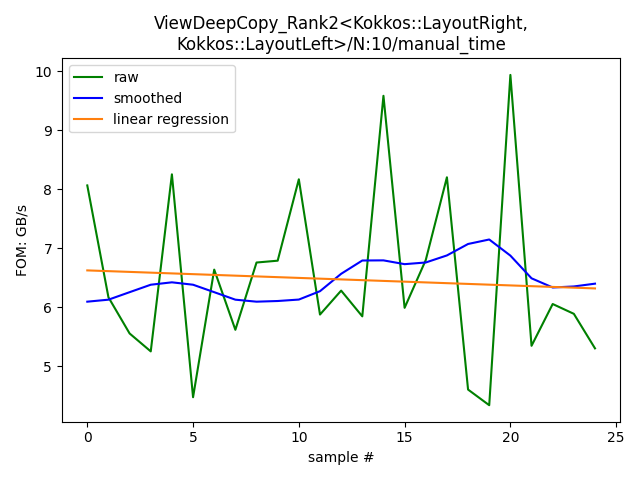 ViewDeepCopy_Rank2<Kokkos::LayoutRight,
Kokkos::LayoutLeft>/N:10/manual_time
raw
smoothed
linear regression
FOM: GB/s
10
9
8
7
6
5
0
5
10
15
20
25
sample #